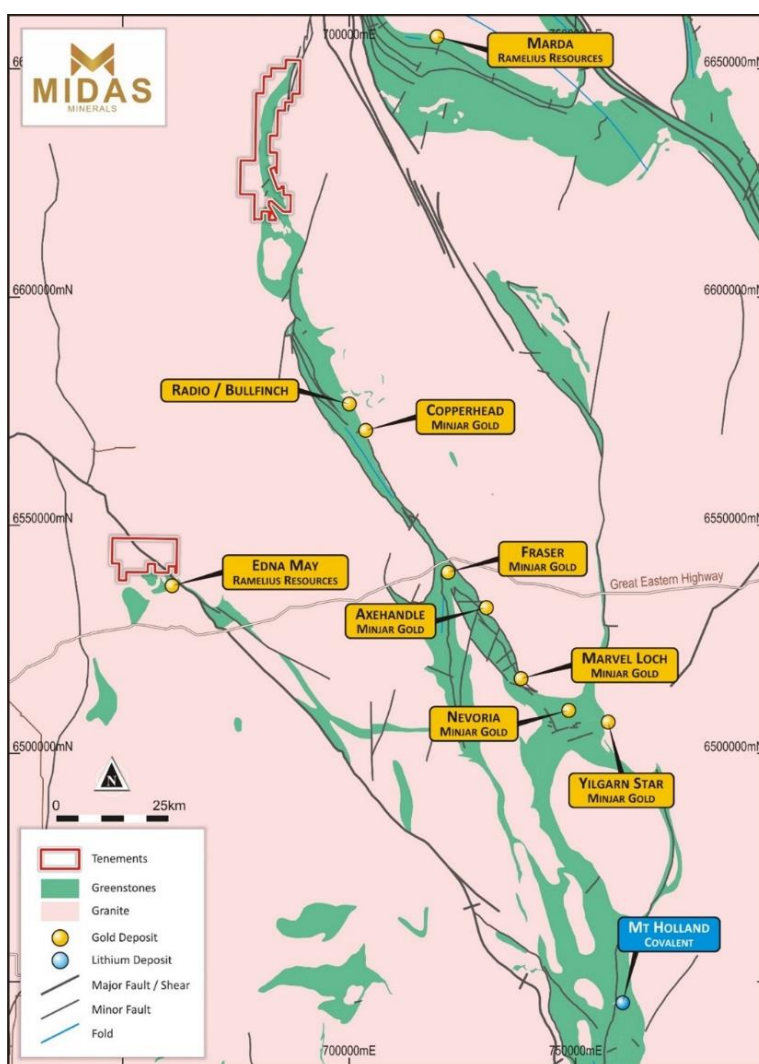 MIDAS
MINERALS
700000mE
MARDA
RAMELIUS RESOURCES
6650000mN
6600000mN
RADIO / BULLFINCH
COPPERHEAD
MINJAR GOLD
6550000mN
6550000mN
6600000mN
EDNA MAY
RAMELIUS RESOURCES
FRASER
MINJAR GOLD
Great Eastern Highway
AXEHANDLE
MINJAR GOLD
MARVEL LOCH
MINJAR GOLD
NEVORIA
MINJAR GOLD
6500000mN
6500000mN
YILGARN STAR
MINJAR GOLD
N
0 25km
Tenements
Greenstones
Granite
Gold Deposit
Lithium Deposit
Major Fault / Shear
Minor Fault
Fold
MT HOLLAND
COVALENT
700000mE
750000mE